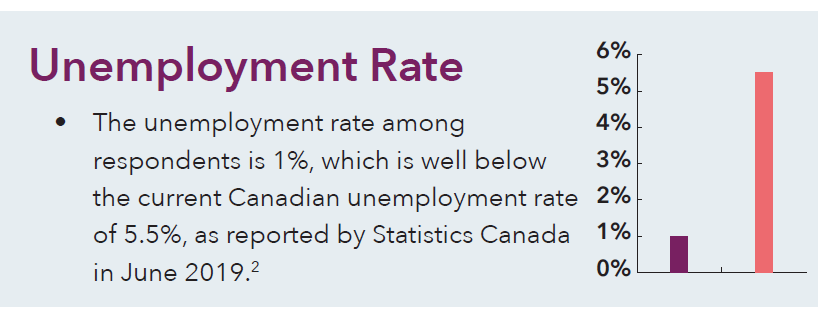 Unemployment Rate
• The unemployment rate among
respondents is 1%, which is well below
the current Canadian unemployment rate
of 5.5%, as reported by Statistics Canada
in June 2019.²
6%
5%
4%
3%
2%
1%
0%